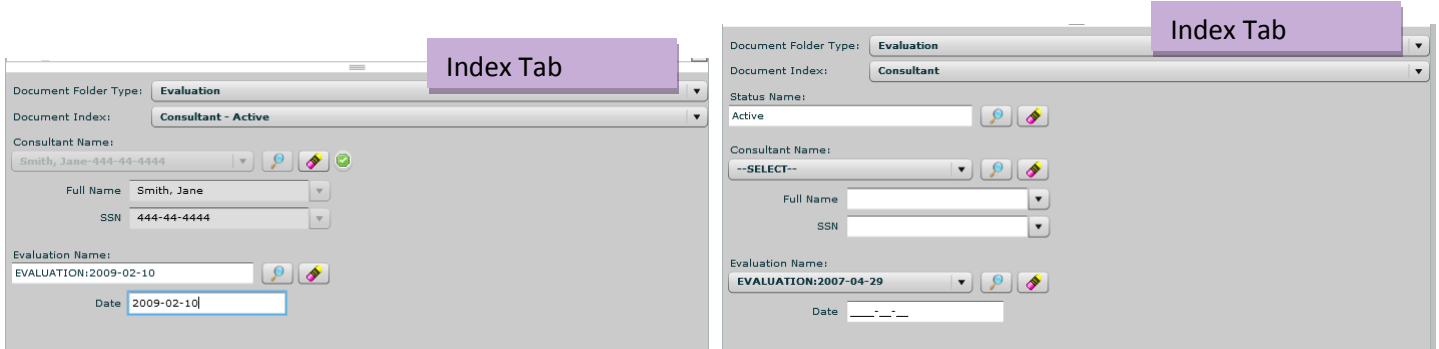 Index Tab
Document Folder Type: Evaluation
Document Index: Consultant - Active
Consultant Name:
Smith, Jane-444-44-4444
Full Name Smith, Jane
SSN 444-44-4444
Evaluation Name:
EVALUATION:2009-02-10
Date 2009-02-10
Index Tab
Document Folder Type: Evaluation
Document Index: Consultant
Status Name:
Active
Consultant Name:
--SELECT--
Full Name
SSN
Evaluation Name:
EVALUATION:2007-04-29
Date ____-__-__